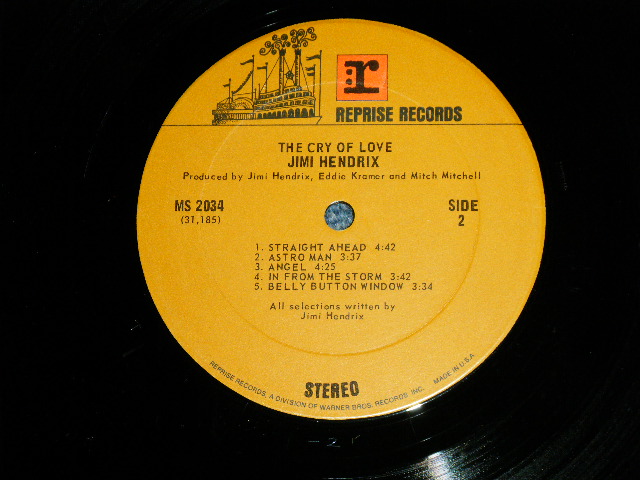 r
REPRISE RECORDS
THE CRY OF LOVE
JIMI HENDRIX
Produced by Jimi Hendrix, Eddie Kramer and Mitch Mitchell
MS 2034
(31,185)
SIDE
2
1. STRAIGHT AHEAD 4:42
2. ASTRO MAN 3:37
3. ANGEL 4:25
4. IN FROM THE STORM 3:42
5. BELLY BUTTON WINDOW 3:34
All selections written by
Jimi Hendrix
STEREO
REPRISE RECORDS, A DIVISION OF WARNER BROS. RECORDS INC. MADE IN U.S.A.